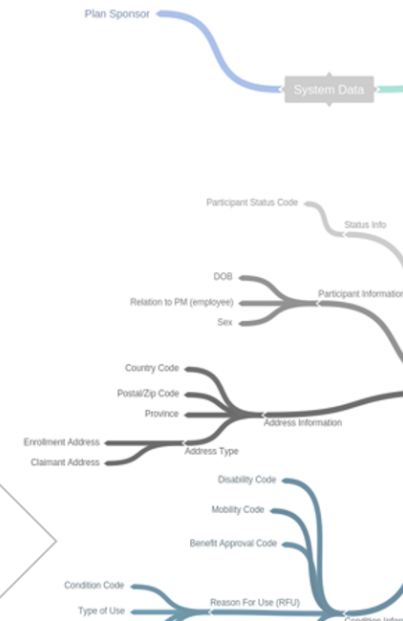 Plan Sponsor
System Data
Participant Status Code
Status Info
DOB
Participant Information
Relation to PM (employee)
Sex
Country Code
Postal/Zip Code
Province
Address Information
Enrollment Address
Address Type
Claimant Address
Disability Code
Mobility Code
Benefit Approval Code
Condition Code
Reason For Use (RFU)
Type of Use
Condition